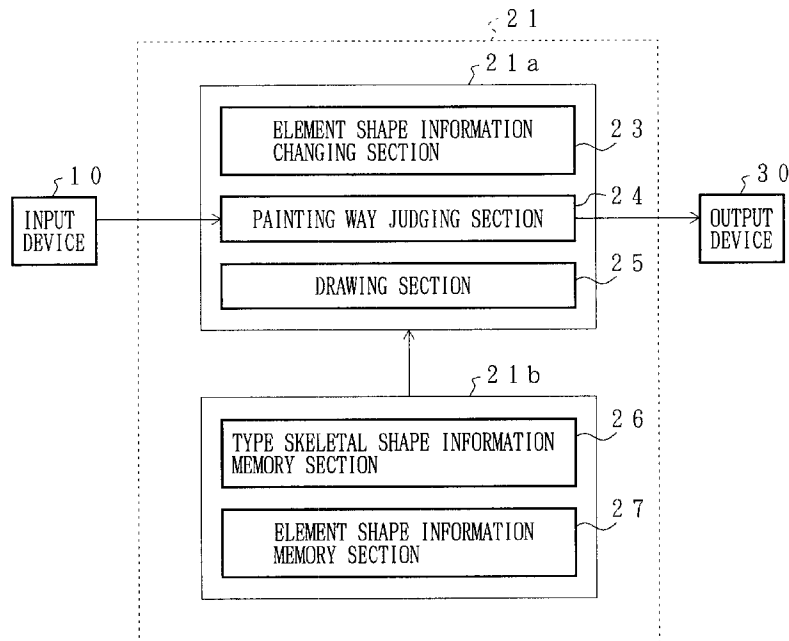 21
21a
ELEMENT SHAPE INFORMATION
CHANGING SECTION
23
10
INPUT
DEVICE
PAINTING WAY JUDGING SECTION
24
30
OUTPUT
DEVICE
DRAWING SECTION
25
21b
TYPE SKELETAL SHAPE INFORMATION
MEMORY SECTION
26
ELEMENT SHAPE INFORMATION
MEMORY SECTION
27